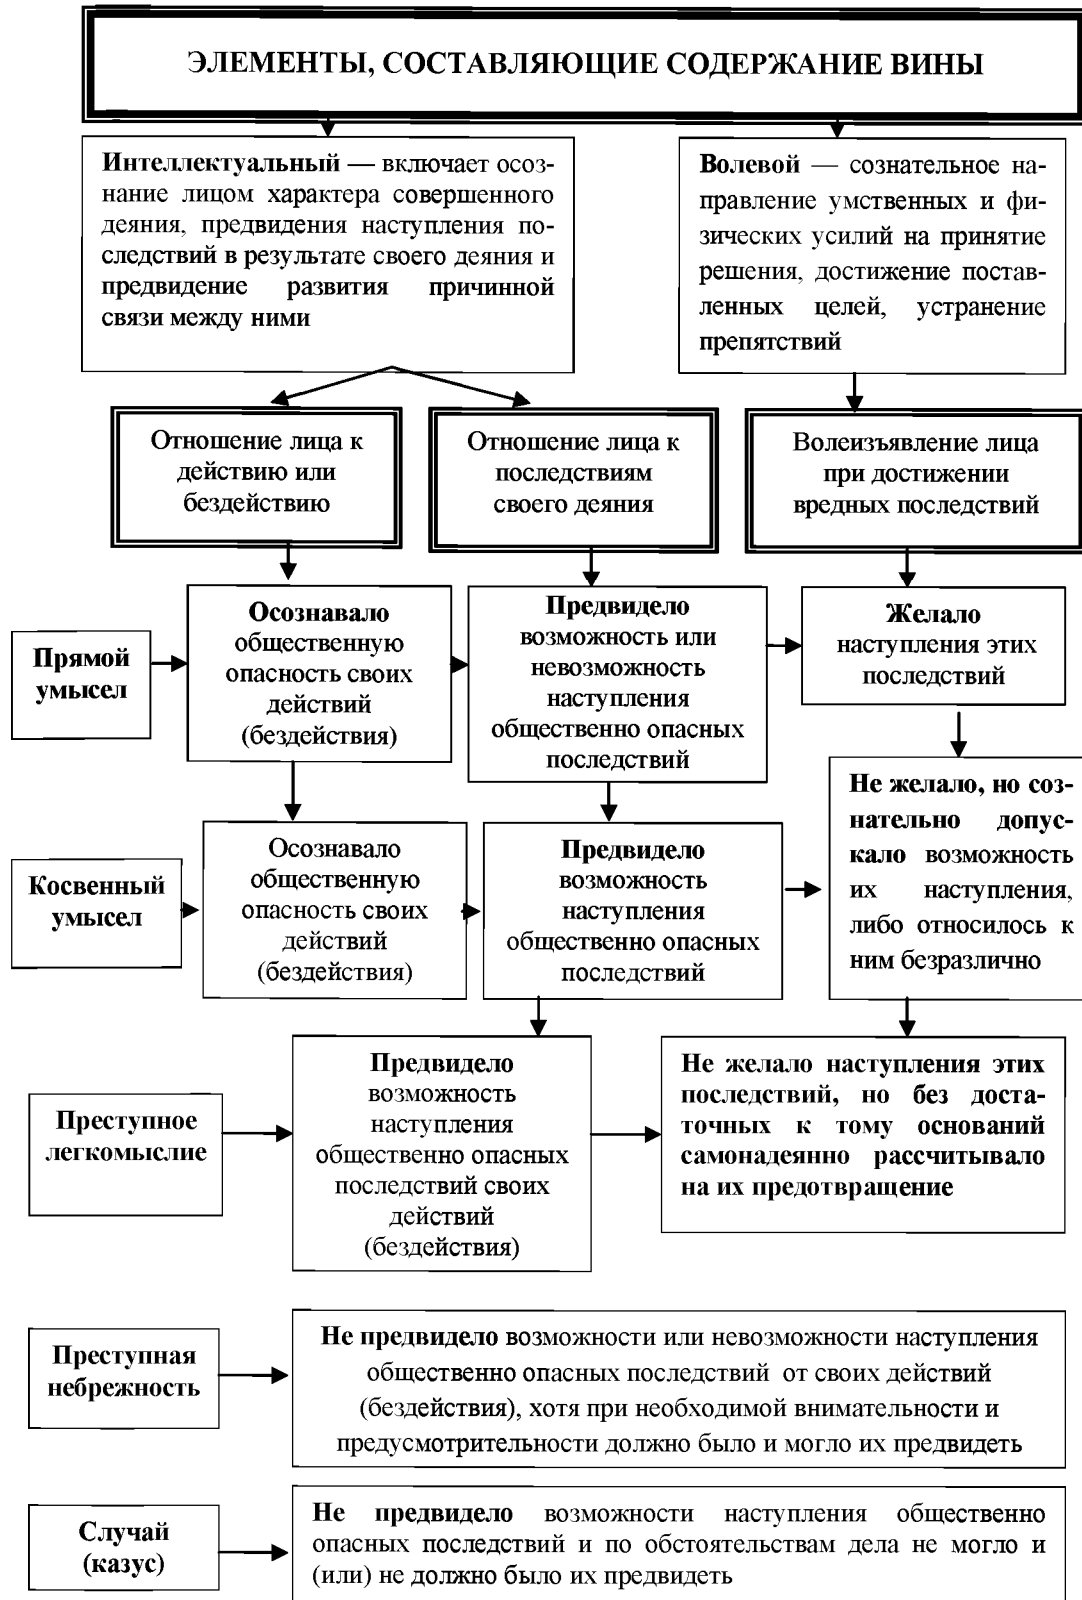 ЭЛЕМЕНТЫ, СОСТАВЛЯЮЩИЕ СОДЕРЖАНИЕ ВИНЫ
Интеллектуальный — включает осоз-
нание лицом характера совершенного
деяния, предвидения наступления по-
следствий в результате своего деяния и
предвидение развития причинной
связи между ними
Волевой — сознательное на-
правление умственных и фи-
зических усилий на принятие
решения, достижение постав-
ленных целей, устранение
препятствий
Отношение лица к
действию или
бездействию
Отношение лица к
последствиям
своего деяния
Волеизъявление лица
при достижении
вредных последствий
Прямой
умысел
Осознавало
общественную
опасность своих
действий
(бездействия)
Предвидело
возможность или
невозможность
наступления
общественно опасных
последствий
Желало
наступления этих
последствий
Косвенный
умысел
Осознавало
общественную
опасность своих
действий
(бездействия)
Предвидело
возможность
наступления
общественно опасных
последствий
Не желало, но соз-
нательно допус-
кало возможность
их наступления,
либо относилось к
ним безразлично
Преступное
легкомыслие
Предвидело
возможность
наступления
общественно опасных
последствий своих
действий
(бездействия)
Не желало наступления этих
последствий, но без доста-
точных к тому оснований
самонадеянно рассчитывало
на их предотвращение
Преступная
небрежность
Не предвидело возможности или невозможности наступления
общественно опасных последствий от своих действий
(бездействия), хотя при необходимой внимательности и
предусмотрительности должно было и могло их предвидеть
Случай
(казус)
Не предвидело возможности наступления общественно
опасных последствий и по обстоятельствам дела не могло и
(или) не должно было их предвидеть